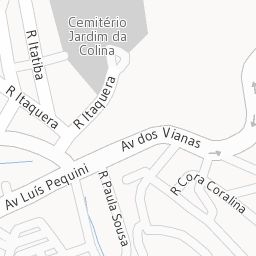 Cemitério
Jardim da
Colina
R Itatiba
R Itaquera
R Itaquera
Av dos Vianas
Av Luís Pequini
R Paula Sousa
R Cora Coralina